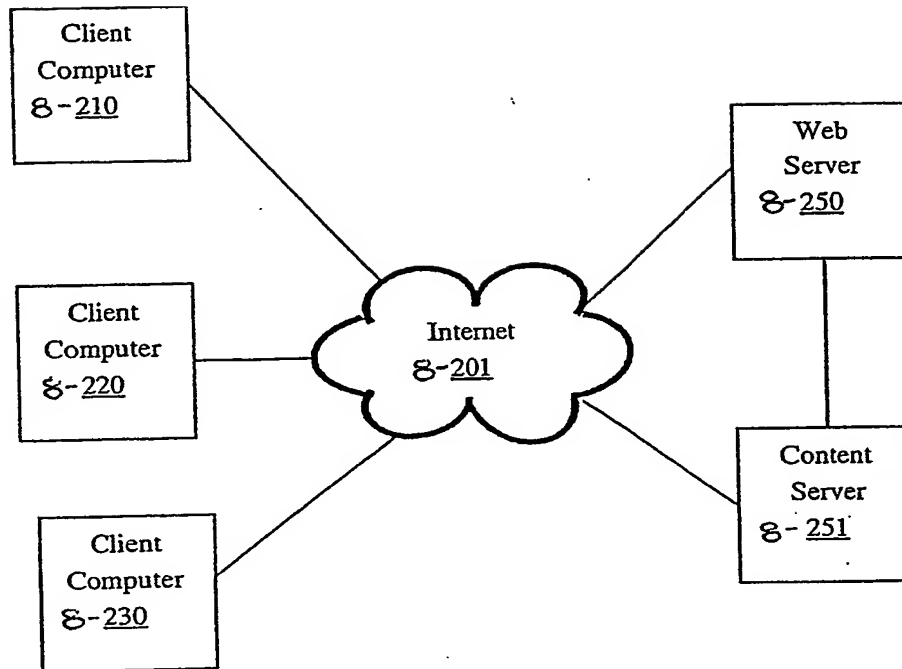 Client
Computer
8-210
Web
Server
8-250
Client
Computer
8-220
Internet
8-201
Content
Server
8-251
Client
Computer
8-230